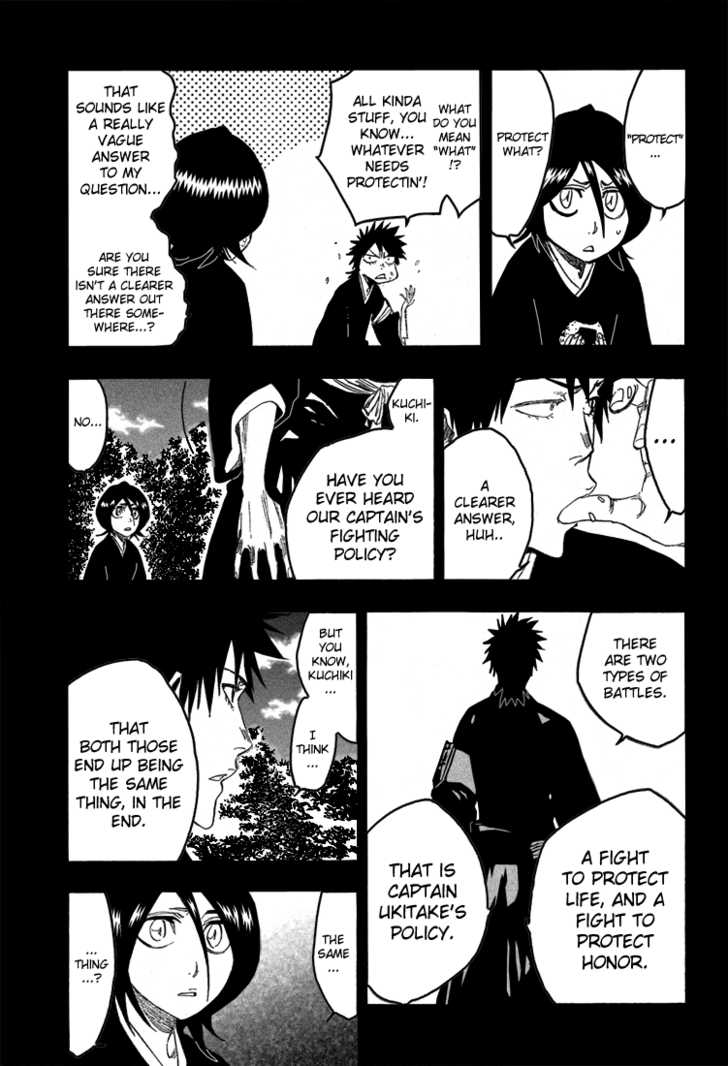 "PROTECT"
...
PROTECT
WHAT?
WHAT
DO YOU
MEAN
"WHAT"
!?
ALL KINDA
STUFF, YOU
KNOW...
WHATEVER
NEEDS
PROTECTIN'!
THAT
SOUNDS LIKE
A REALLY
VAGUE
ANSWER
TO MY
QUESTION...
ARE YOU
SURE THERE
ISN'T A CLEARER
ANSWER OUT
THERE SOME-
WHERE...?
...
A
CLEARER
ANSWER,
HUH..
KUCHI-
KI.
HAVE YOU
EVER HEARD
OUR CAPTAIN'S
FIGHTING
POLICY?
NO...
THERE
ARE TWO
TYPES OF
BATTLES.
A FIGHT
TO PROTECT
LIFE, AND A
FIGHT TO
PROTECT
HONOR.
THAT IS
CAPTAIN
UKITAKE'S
POLICY.
BUT
YOU
KNOW,
KUCHIKI
...
I
THINK
...
THAT
BOTH THOSE
END UP BEING
THE SAME
THING, IN THE
END.
THE
SAME
...
...
THING
...?